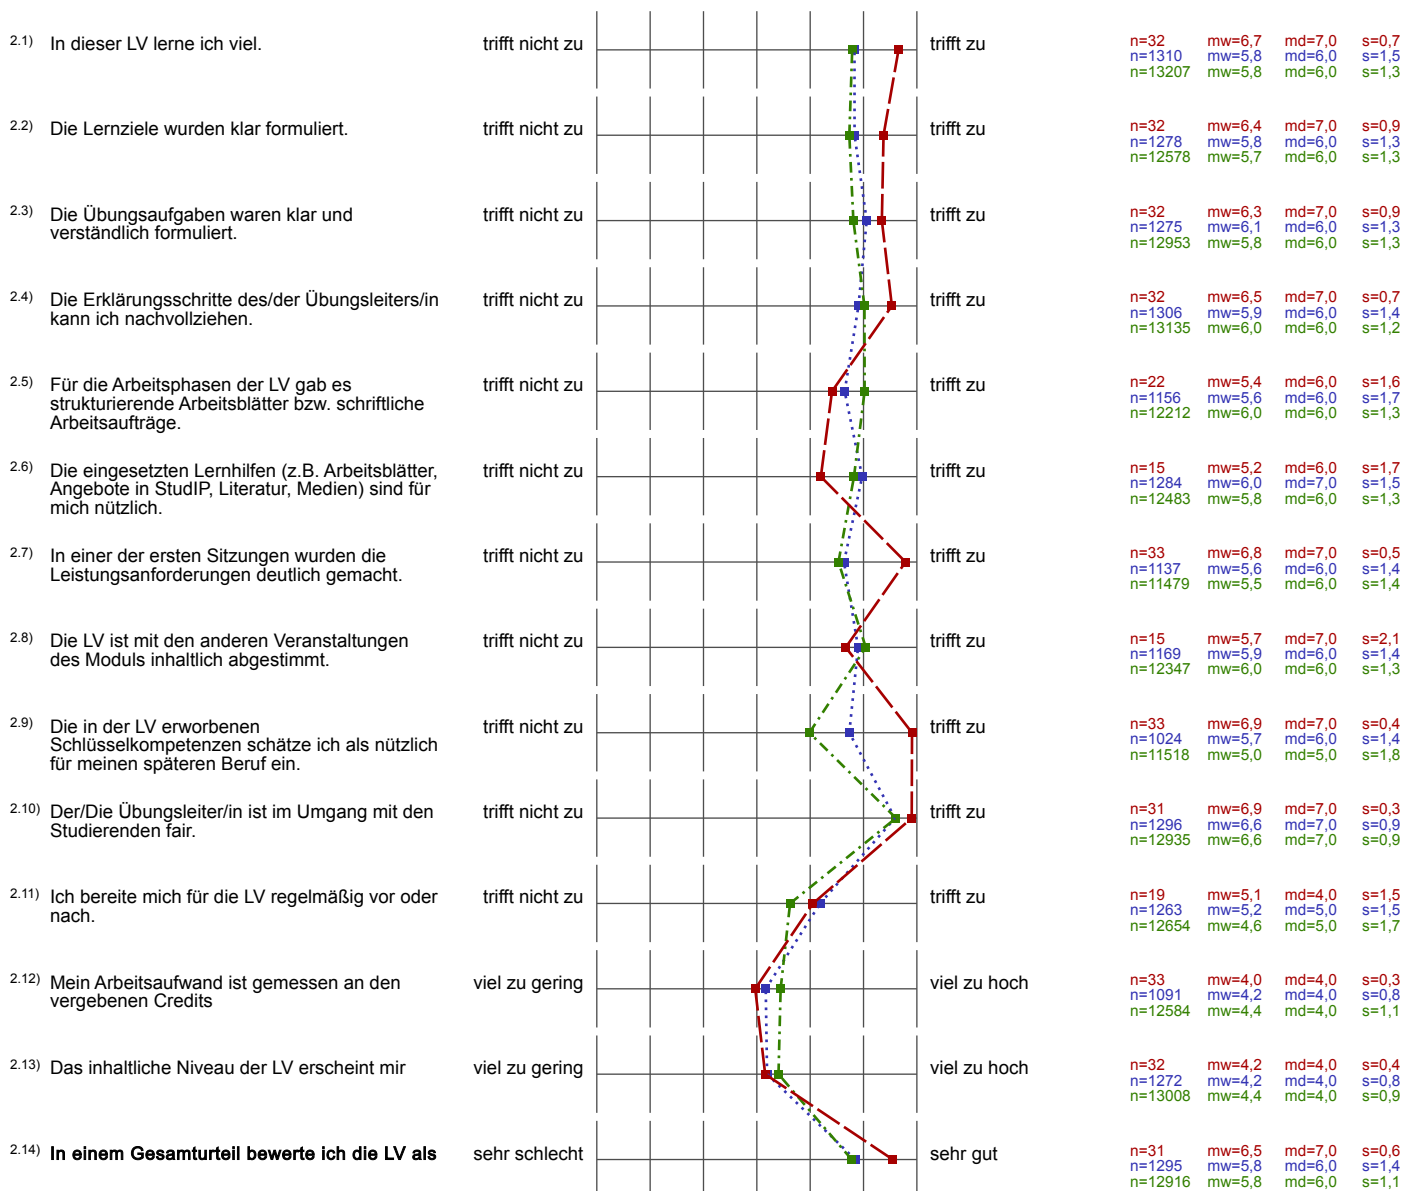 2.1) In dieser LV lerne ich viel. trifft nicht zu trifft zu n=32 mw=6,7 md=7,0 s=0,7
n=1310 mw=5,8 md=6,0 s=1,5
n=13207 mw=5,8 md=6,0 s=1,3
2.2) Die Lernziele wurden klar formuliert. trifft nicht zu trifft zu n=32 mw=6,4 md=7,0 s=0,9
n=1278 mw=5,8 md=6,0 s=1,3
n=12578 mw=5,7 md=6,0 s=1,3
2.3) Die Übungsaufgaben waren klar und trifft nicht zu trifft zu n=32 mw=6,3 md=7,0 s=0,9
verständlich formuliert. n=1275 mw=6,1 md=6,0 s=1,3
n=12953 mw=5,8 md=6,0 s=1,3
2.4) Die Erklärungsschritte des/der Übungsleiters/in trifft nicht zu trifft zu n=32 mw=6,5 md=7,0 s=0,7
kann ich nachvollziehen. n=1306 mw=5,9 md=6,0 s=1,4
n=13135 mw=6,0 md=6,0 s=1,2
2.5) Für die Arbeitsphasen der LV gab es trifft nicht zu trifft zu n=22 mw=5,4 md=6,0 s=1,6
strukturierende Arbeitsblätter bzw. schriftliche n=1156 mw=5,6 md=6,0 s=1,7
Arbeitsaufträge. n=12212 mw=6,0 md=6,0 s=1,3
2.6) Die eingesetzten Lernhilfen (z.B. Arbeitsblätter, trifft nicht zu trifft zu n=15 mw=5,2 md=6,0 s=1,7
Angebote in StudIP, Literatur, Medien) sind für n=1284 mw=6,0 md=7,0 s=1,5
mich nützlich. n=12483 mw=5,8 md=6,0 s=1,3
2.7) In einer der ersten Sitzungen wurden die trifft nicht zu trifft zu n=33 mw=6,8 md=7,0 s=0,5
Leistungsanforderungen deutlich gemacht. n=1137 mw=5,6 md=6,0 s=1,4
n=11479 mw=5,5 md=6,0 s=1,4
2.8) Die LV ist mit den anderen Veranstaltungen trifft nicht zu trifft zu n=15 mw=5,7 md=7,0 s=2,1
des Moduls inhaltlich abgestimmt. n=1169 mw=5,9 md=6,0 s=1,4
n=12347 mw=6,0 md=6,0 s=1,3
2.9) Die in der LV erworbenen trifft nicht zu trifft zu n=33 mw=6,9 md=7,0 s=0,4
Schlüsselkompetenzen schätze ich als nützlich n=1024 mw=5,7 md=6,0 s=1,4
für meinen späteren Beruf ein. n=11518 mw=5,0 md=5,0 s=1,8
2.10) Der/Die Übungsleiter/in ist im Umgang mit den trifft nicht zu trifft zu n=31 mw=6,9 md=7,0 s=0,3
Studierenden fair. n=1296 mw=6,6 md=7,0 s=0,9
n=12935 mw=6,6 md=7,0 s=0,9
2.11) Ich bereite mich für die LV regelmäßig vor oder trifft nicht zu trifft zu n=19 mw=5,1 md=4,0 s=1,5
nach. n=1263 mw=5,2 md=5,0 s=1,5
n=12654 mw=4,6 md=5,0 s=1,7
2.12) Mein Arbeitsaufwand ist gemessen an den viel zu gering viel zu hoch n=33 mw=4,0 md=4,0 s=0,3
vergebenen Credits n=1091 mw=4,2 md=4,0 s=0,8
n=12584 mw=4,4 md=4,0 s=1,1
2.13) Das inhaltliche Niveau der LV erscheint mir viel zu gering viel zu hoch n=32 mw=4,2 md=4,0 s=0,4
n=1272 mw=4,2 md=4,0 s=0,8
n=13008 mw=4,4 md=4,0 s=0,9
2.14) In einem Gesamturteil bewerte ich die LV als sehr schlecht sehr gut n=31 mw=6,5 md=7,0 s=0,6
n=1295 mw=5,8 md=6,0 s=1,4
n=12916 mw=5,8 md=6,0 s=1,1